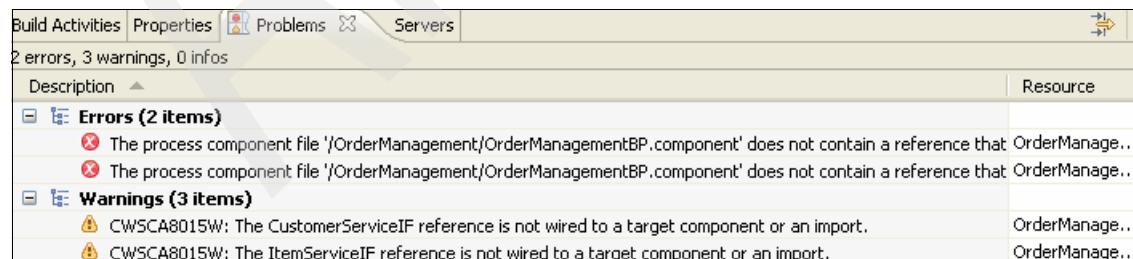 Build Activities Properties Problems Servers
2 errors, 3 warnings, 0 infos
Description Resource
Errors (2 items)
The process component file '/OrderManagement/OrderManagementBP.component' does not contain a reference that OrderManage..
The process component file '/OrderManagement/OrderManagementBP.component' does not contain a reference that OrderManage..
Warnings (3 items)
CWSCA8015W: The CustomerServiceIF reference is not wired to a target component or an import. OrderManage..
CWSCA8015W: The ItemServiceIF reference is not wired to a target component or an import. OrderManage..